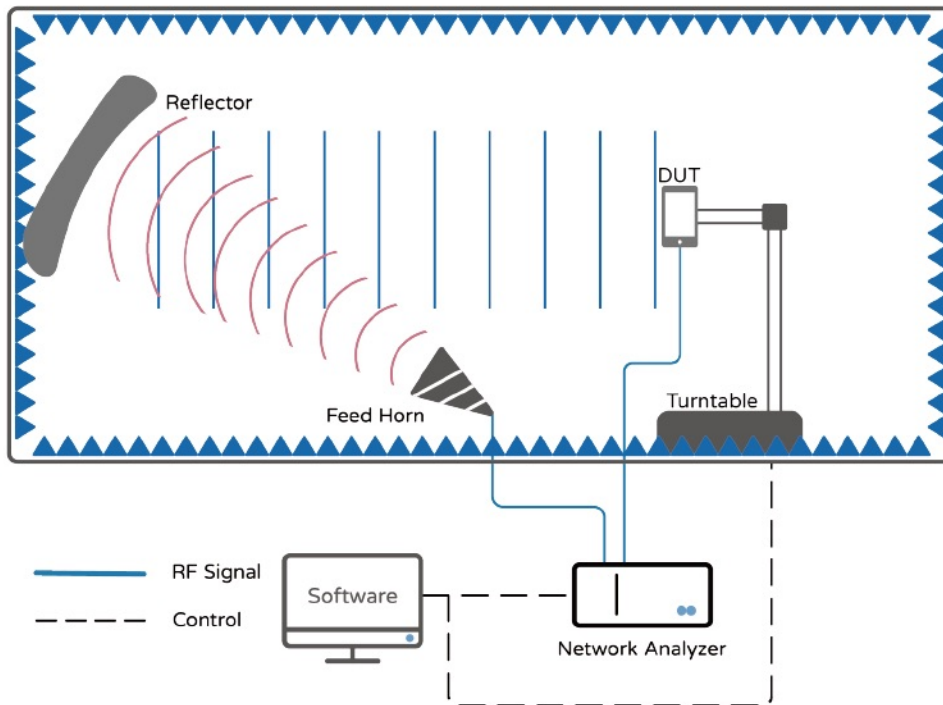 Reflector
DUT
Feed Horn
Turntable
RF Signal
Control
Software
Network Analyzer